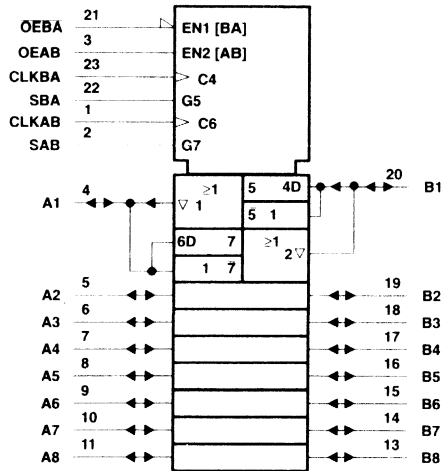 21
OEBA EN1 [BA]
3
OEAB EN2 [AB]
23
CLKBA C4
22
SBA G5
1
CLKAB C6
2
SAB G7
4 ≥1 5 4D 20
A1 ▽ 1 5̄ 1 B1
6D 7 ≥1
1 7̄ 2 ▽
5 19
A2 B2
6 18
A3 B3
7 17
A4 B4
8 16
A5 B5
9 15
A6 B6
10 14
A7 B7
11 13
A8 B8